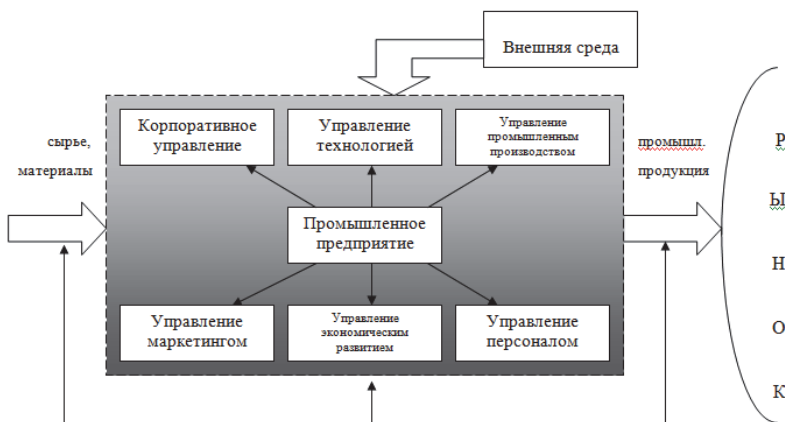 Внешняя среда
сырье,
материалы
Корпоративное
управление
Управление
технологией
Управление
промышленным
производством
промышл.
продукция
Промышленное
предприятие
Управление
маркетингом
Управление
экономическим
развитием
Управление
персоналом
Р
Ы
Н
О
К